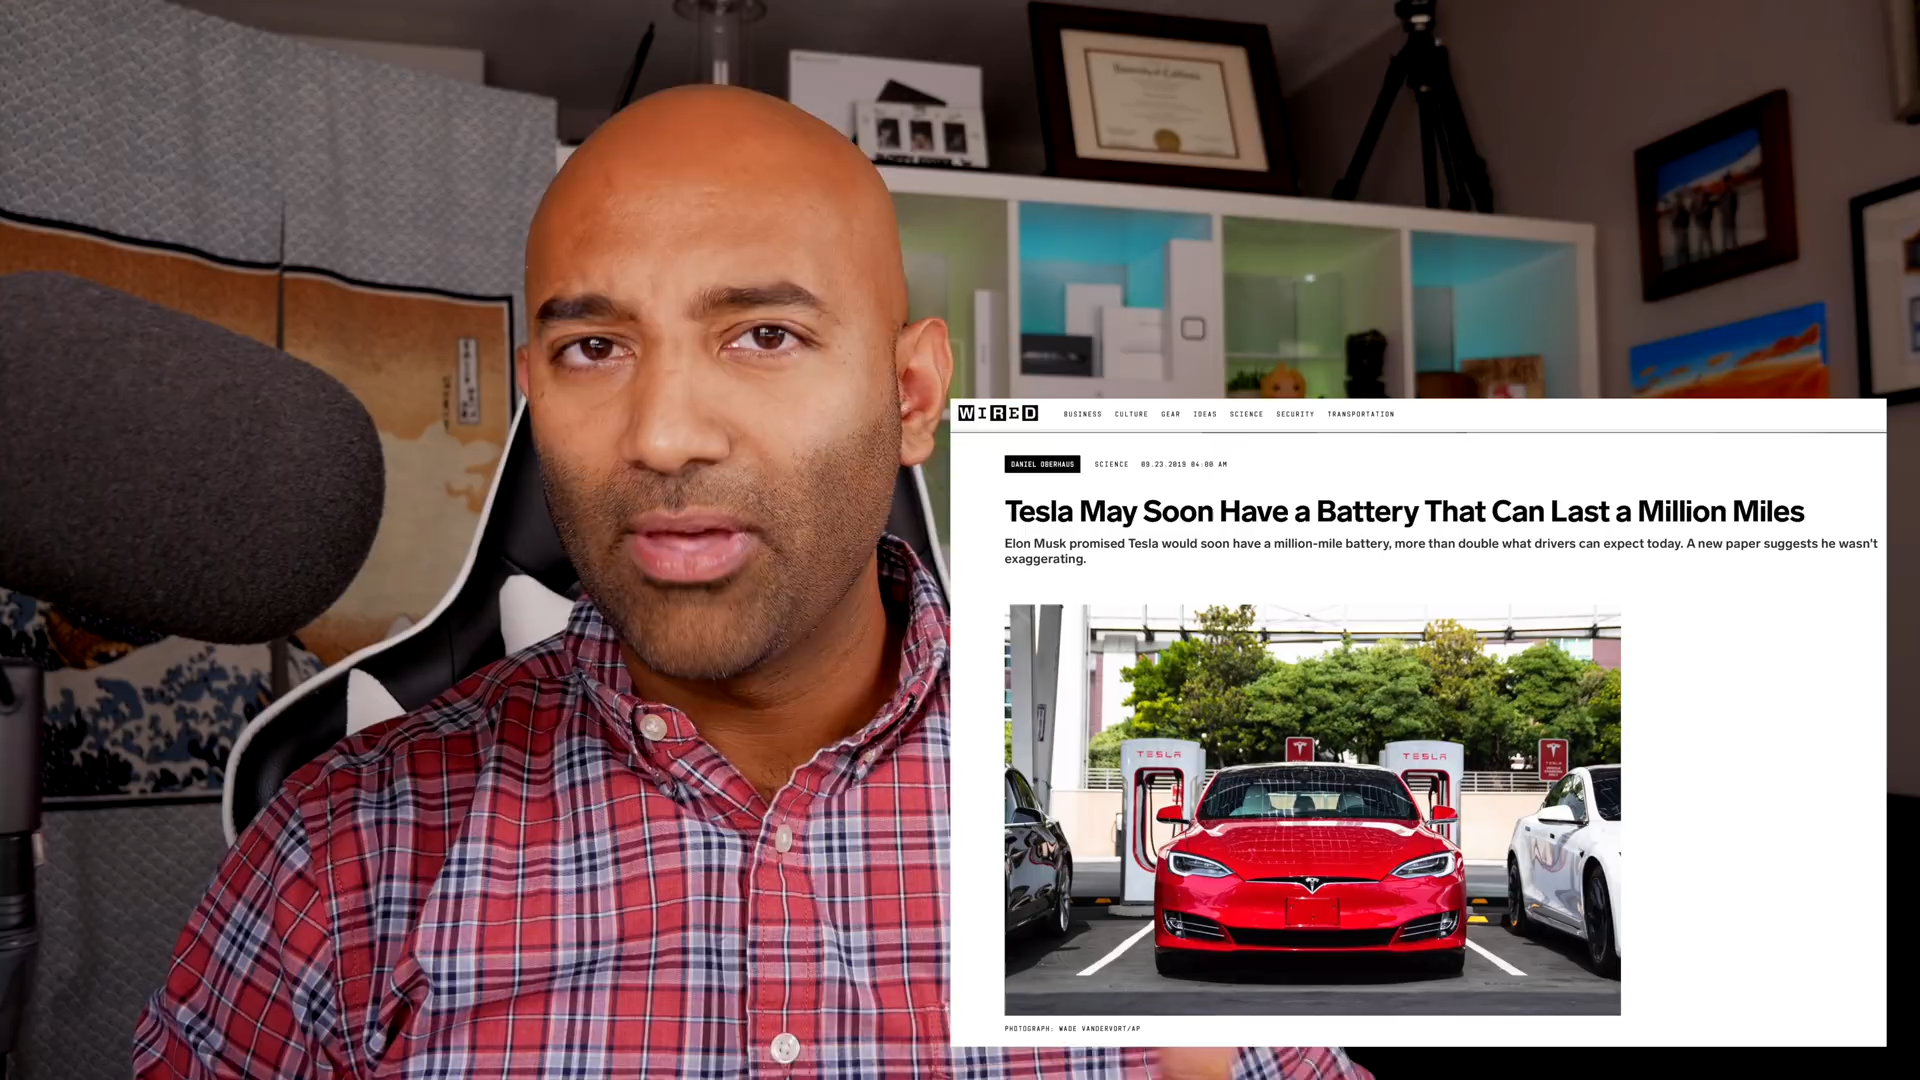 University of California
WIRED
BUSINESS CULTURE GEAR IDEAS SCIENCE SECURITY TRANSPORTATION
DANIEL OBERHAUS SCIENCE 09.23.2019 04:00 AM
Tesla May Soon Have a Battery That Can Last a Million Miles
Elon Musk promised Tesla would soon have a million-mile battery, more than double what drivers can expect today. A new paper suggests he wasn't
exaggerating.
TESLA
TESLA
PHOTOGRAPH: WADE VANDERVORT/AP